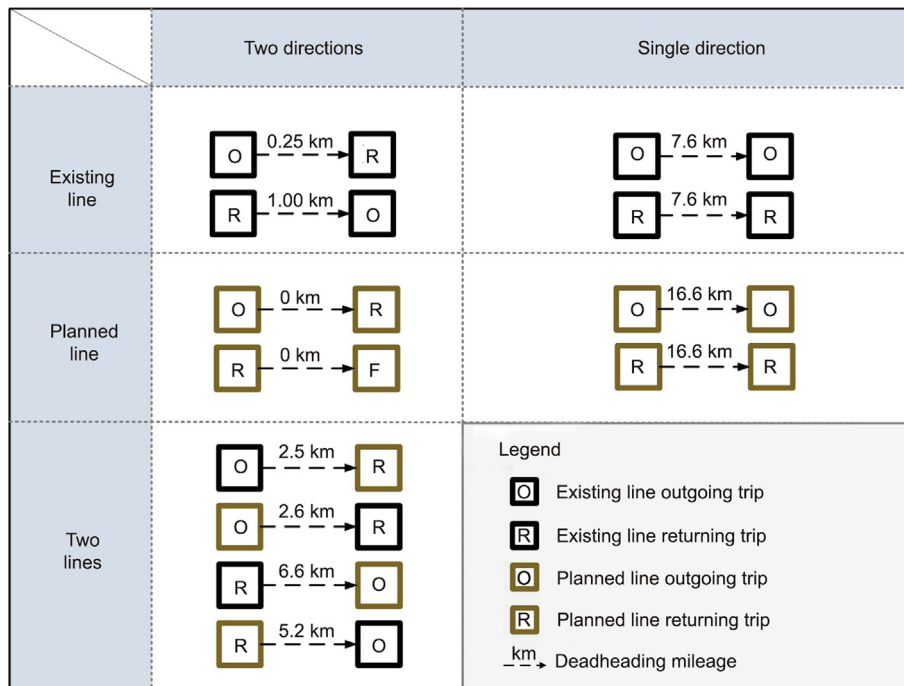 Two directions
Single direction
Existing
line
O 0.25 km R
R 1.00 km O
O 7.6 km O
R 7.6 km R
Planned
line
O 0 km R
R 0 km F
O 16.6 km O
R 16.6 km R
Two
lines
O 2.5 km R
O 2.6 km R
R 6.6 km O
R 5.2 km O
Legend
O Existing line outgoing trip
R Existing line returning trip
O Planned line outgoing trip
R Planned line returning trip
km Deadheading mileage